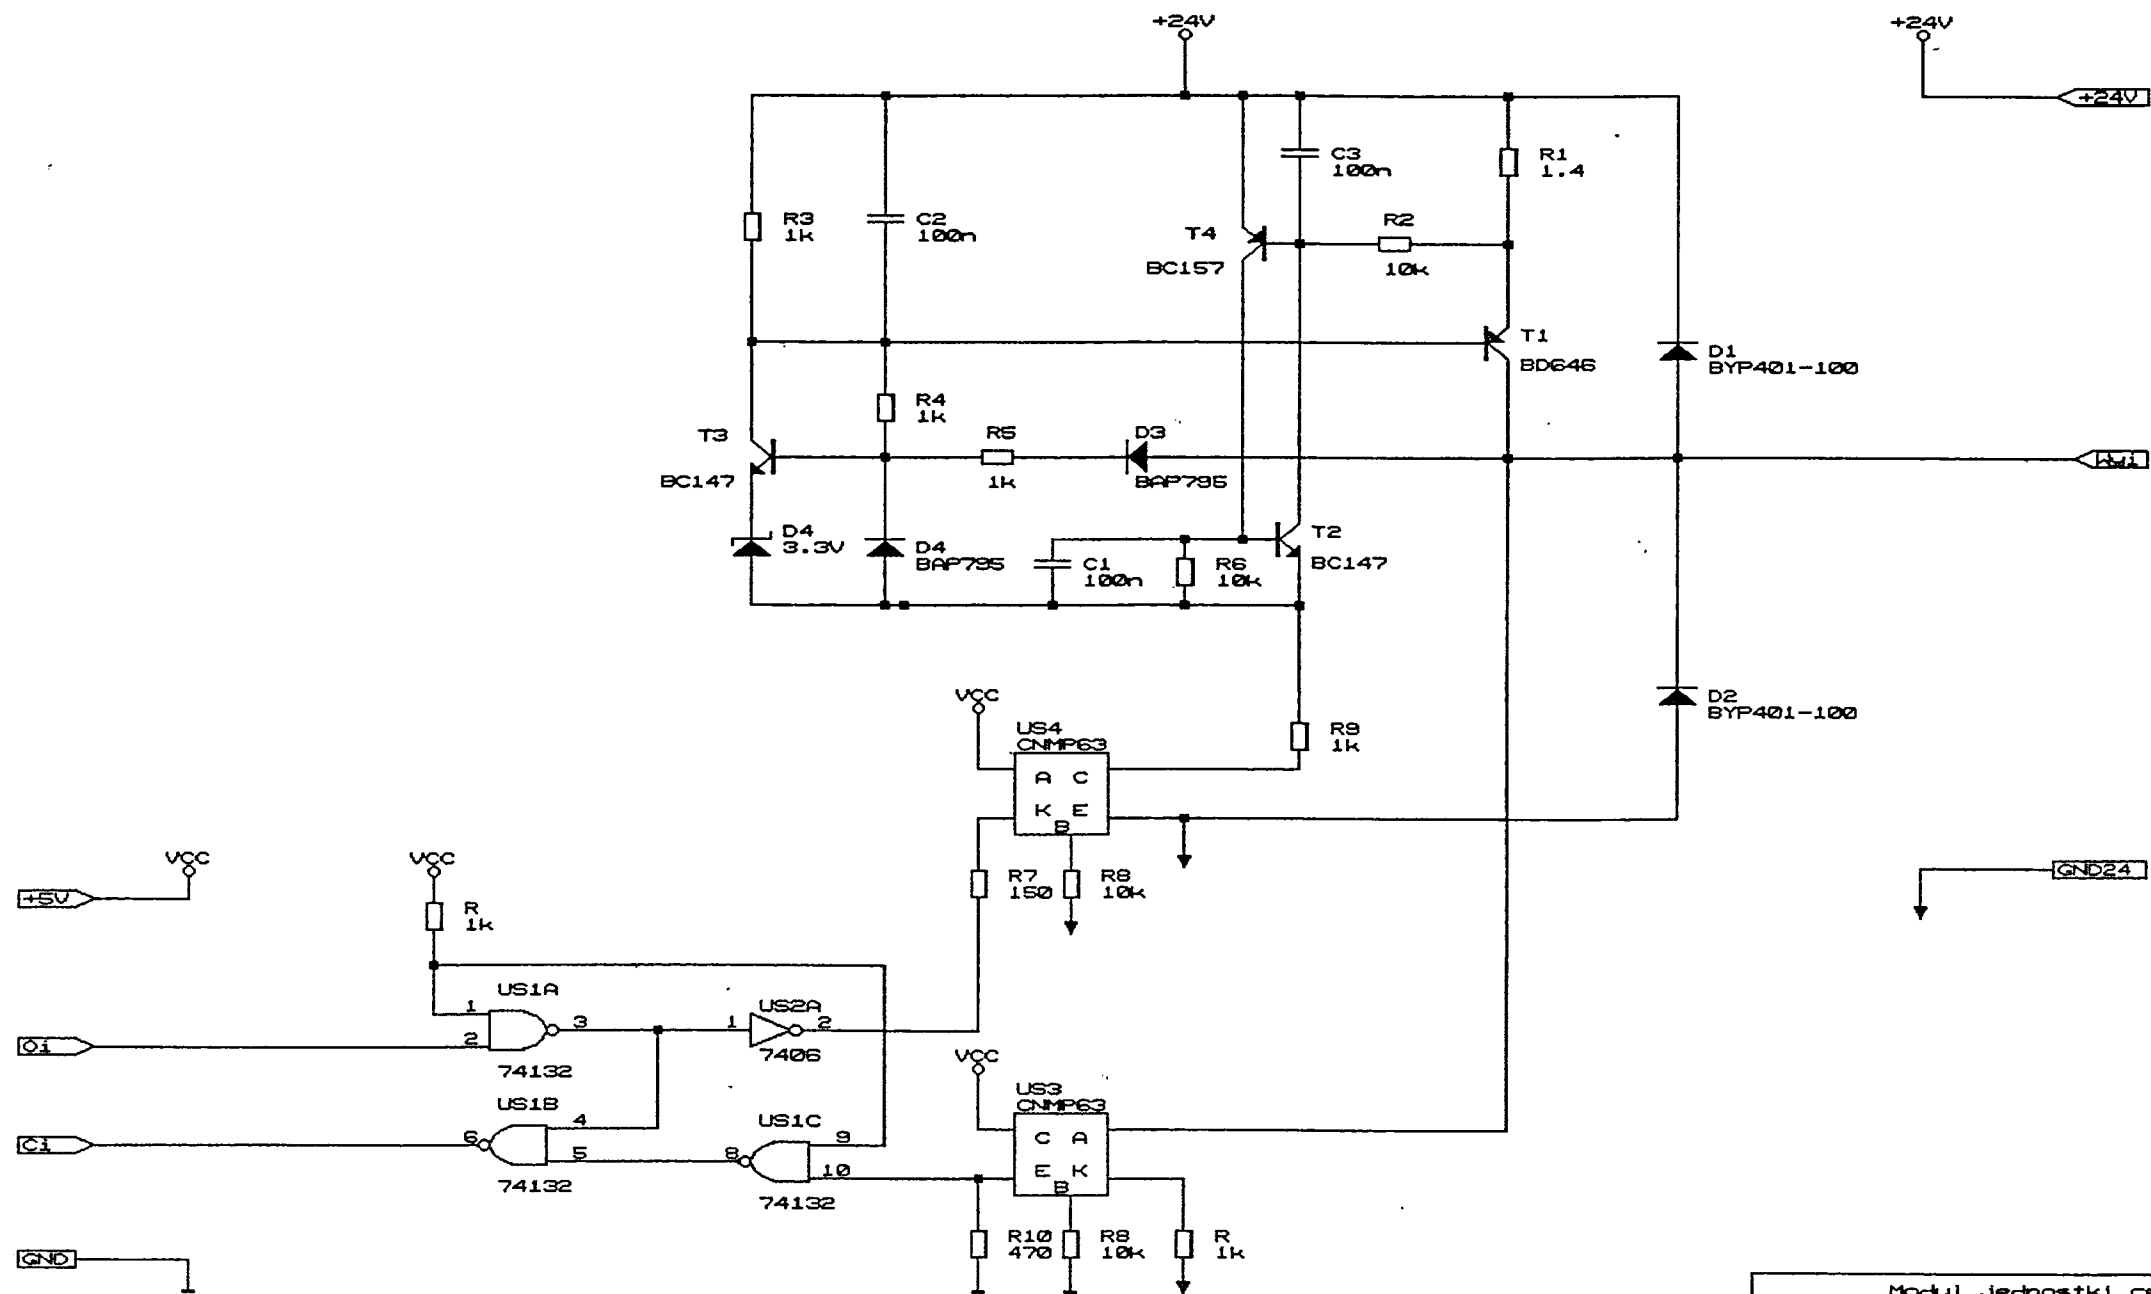 +24V
+24V
+24V
C3
100n
R1
1.4
R3
1k
C2
100n
T4
BC157
R2
10k
T1
BD646
D1
BYP401-100
R4
1k
T3
BC147
R5
1k
D3
BAP795
Wyi
D4
3.3V
D4
BAP795
C1
100n
R6
10k
T2
BC147
D2
BYP401-100
VCC
US4
CNMP63
A C
K E
B
R9
1k
VCC
VCC
+5V
R
1k
R7
150
R8
10k
GND24
US1A
1
2
3
74132
Oi
1
US2A
2
7406
VCC
US3
CNMP63
C A
E K
B
US1B
4
5
6
74132
Ci
US1C
8
9
10
74132
R10
470
R8
10k
R
1k
GND